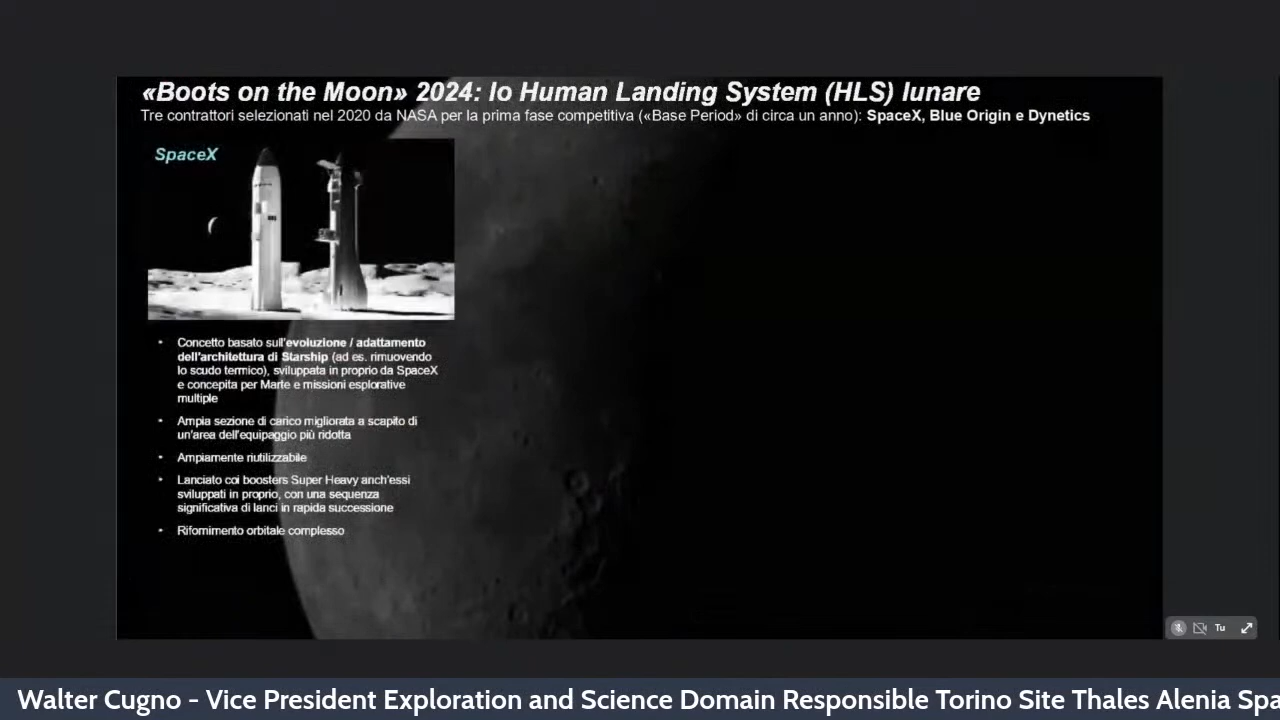 «Boots on the Moon» 2024: lo Human Landing System (HLS) lunare
Tre contrattori selezionati nel 2020 da NASA per la prima fase competitiva («Base Period» di circa un anno): SpaceX, Blue Origin e Dynetics
SpaceX
• Concetto basato sull'evoluzione / adattamento
dell'architettura di Starship (ad es. rimuovendo
lo scudo termico), sviluppata in proprio da SpaceX
e concepita per Marte e missioni esplorative
multiple
• Ampia sezione di carico migliorata a scapito di
un'area dell'equipaggio più ridotta
• Ampiamente riutilizzabile
• Lanciato coi boosters Super Heavy anch'essi
sviluppati in proprio, con una sequenza
significativa di lanci in rapida successione
• Rifornimento orbitale complesso
Tu
Walter Cugno - Vice President Exploration and Science Domain Responsible Torino Site Thales Alenia Spa